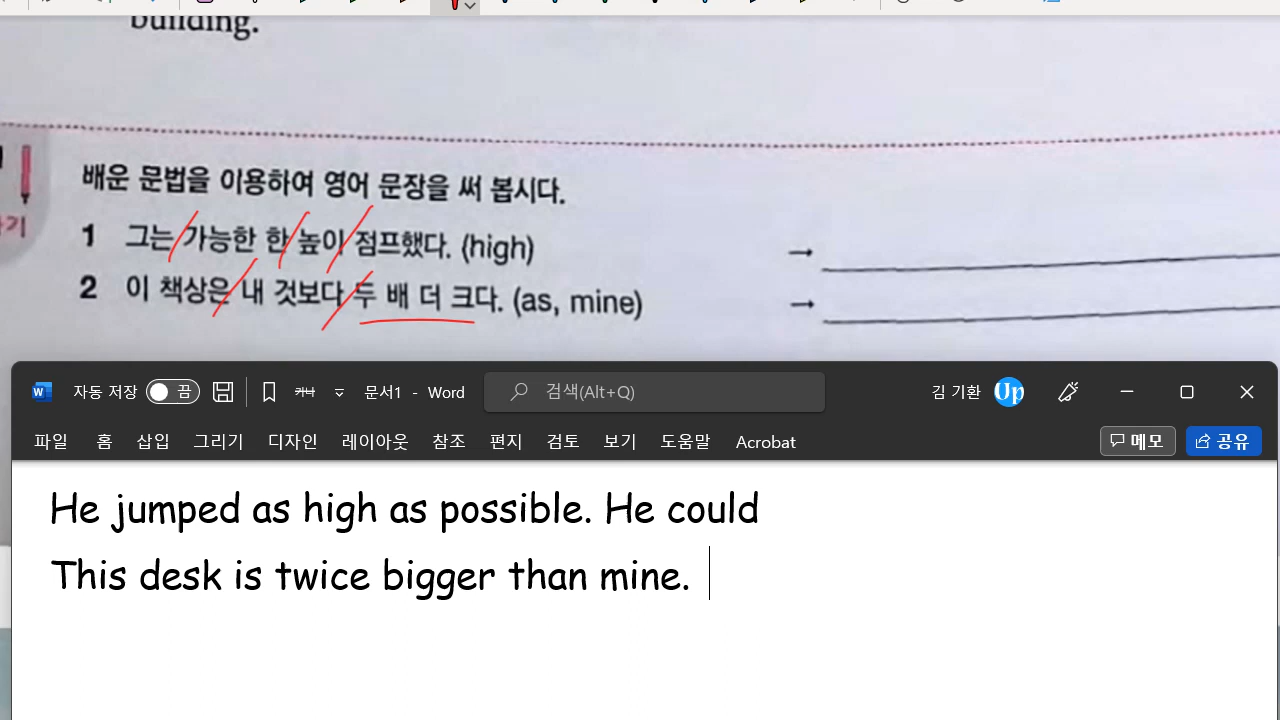 building.
배운 문법을 이용하여 영어 문장을 써 봅시다.
1 그는 가능한 한 높이 점프했다. (high) →
2 이 책상은 내 것보다 두 배 더 크다. (as, mine) →
자동 저장 끔 가나 문서1 - Word 검색(Alt+Q) 김 기환 Up
파일 홈 삽입 그리기 디자인 레이아웃 참조 편지 검토 보기 도움말 Acrobat 메모 공유
He jumped as high as possible. He could
This desk is twice bigger than mine.